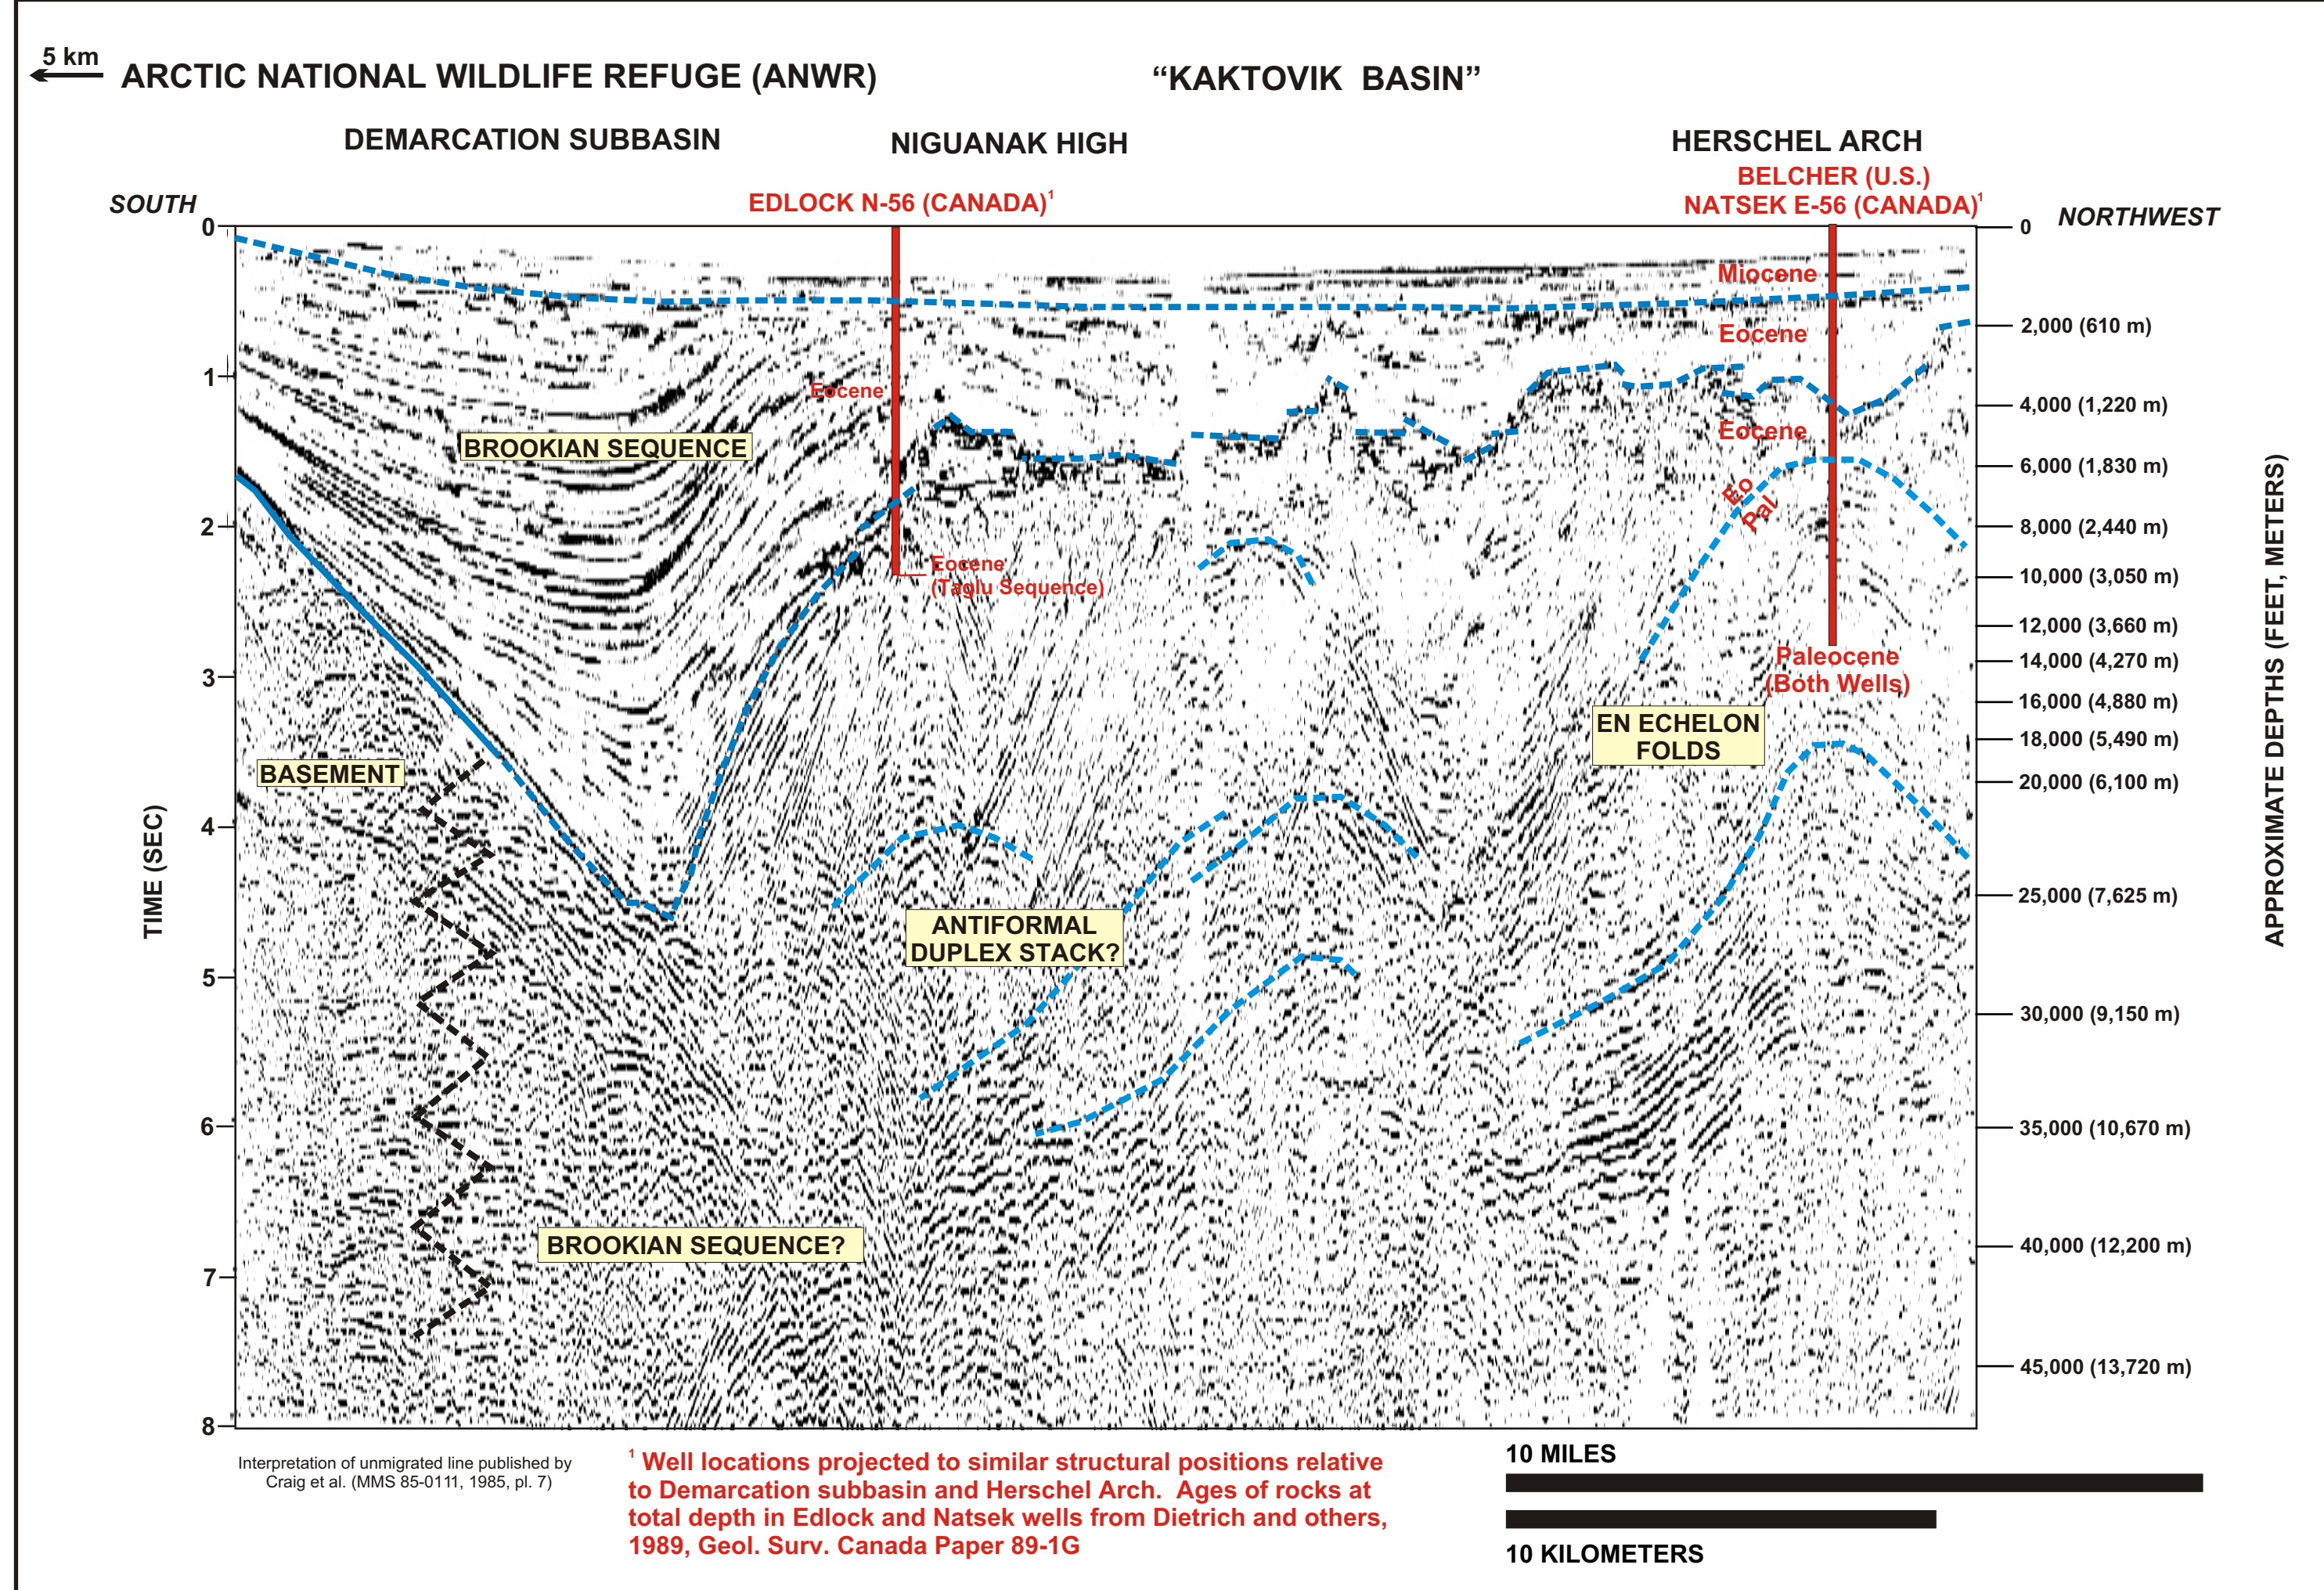 5 km
ARCTIC NATIONAL WILDLIFE REFUGE (ANWR)
“KAKTOVIK BASIN”
DEMARCATION SUBBASIN
NIGUANAK HIGH
HERSCHEL ARCH
BELCHER (U.S.)
NATSEK E-56 (CANADA)1
EDLOCK N-56 (CANADA)1
SOUTH
NORTHWEST
0
1
2
3
4
5
6
7
8
TIME (SEC)
0
2,000 (610 m)
4,000 (1,220 m)
6,000 (1,830 m)
8,000 (2,440 m)
10,000 (3,050 m)
12,000 (3,660 m)
14,000 (4,270 m)
16,000 (4,880 m)
18,000 (5,490 m)
20,000 (6,100 m)
25,000 (7,625 m)
30,000 (9,150 m)
35,000 (10,670 m)
40,000 (12,200 m)
45,000 (13,720 m)
APPROXIMATE DEPTHS (FEET, METERS)
Miocene
Eocene
Eocene
Eocene
Eo
Pal
BROOKIAN SEQUENCE
Eocene
(Taglu Sequence)
Paleocene
(Both Wells)
EN ECHELON
FOLDS
BASEMENT
ANTIFORMAL
DUPLEX STACK?
BROOKIAN SEQUENCE?
Interpretation of unmigrated line published by
Craig et al. (MMS 85-0111, 1985, pl. 7)
1 Well locations projected to similar structural positions relative
to Demarcation subbasin and Herschel Arch. Ages of rocks at
total depth in Edlock and Natsek wells from Dietrich and others,
1989, Geol. Surv. Canada Paper 89-1G
10 MILES
10 KILOMETERS